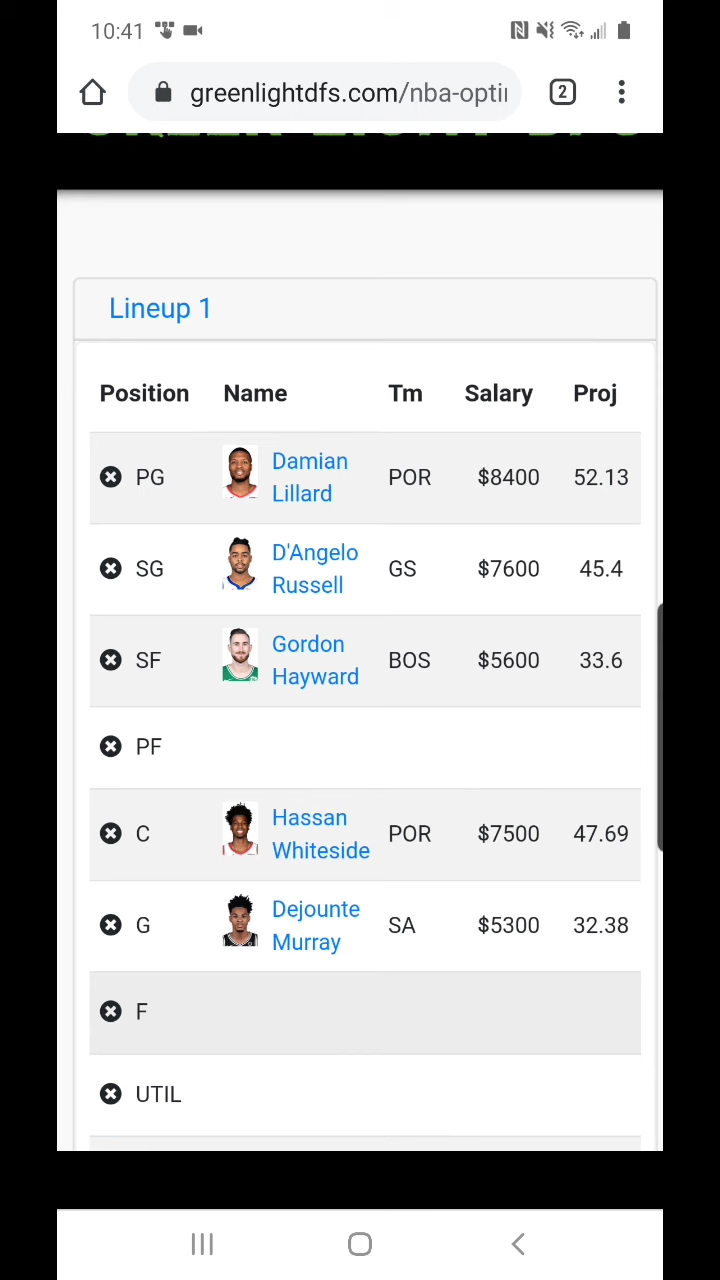 10:41
greenlightdfs.com/nba-optin
2
Lineup 1
Position Name Tm Salary Proj
PG Damian Lillard POR $8400 52.13
SG D'Angelo Russell GS $7600 45.4
SF Gordon Hayward BOS $5600 33.6
PF
C Hassan Whiteside POR $7500 47.69
G Dejounte Murray SA $5300 32.38
F
UTIL